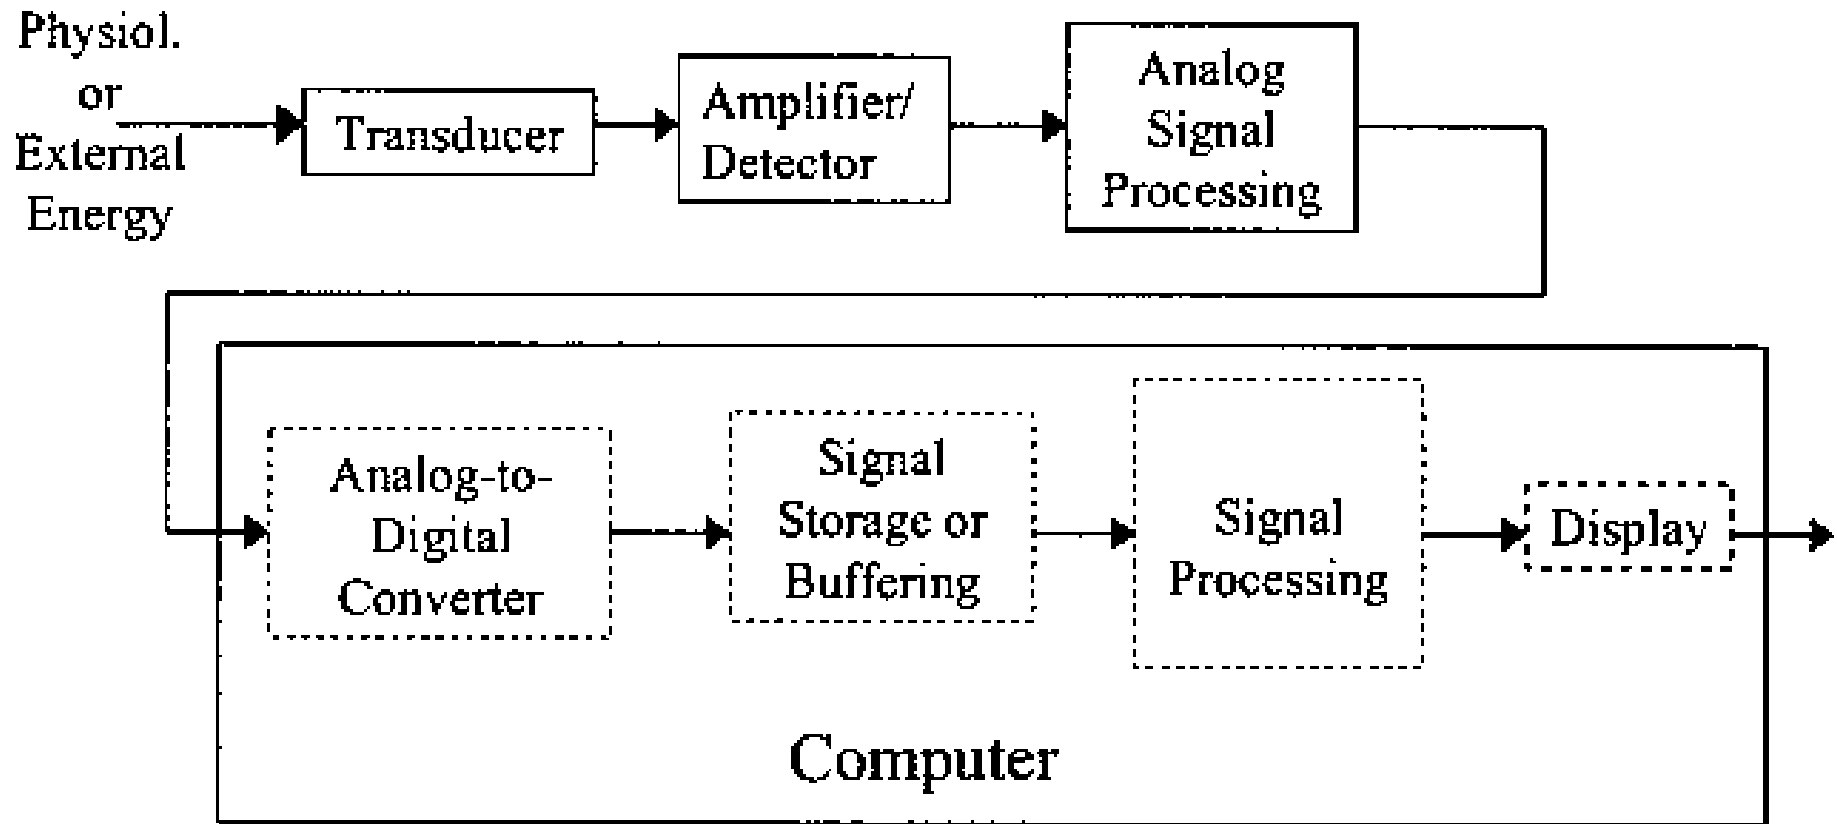 Physiol.
or
External
Energy
Transducer
Amplifier/
Detector
Analog
Signal
Processing
Analog-to-
Digital
Converter
Signal
Storage or
Buffering
Signal
Processing
Display
Computer